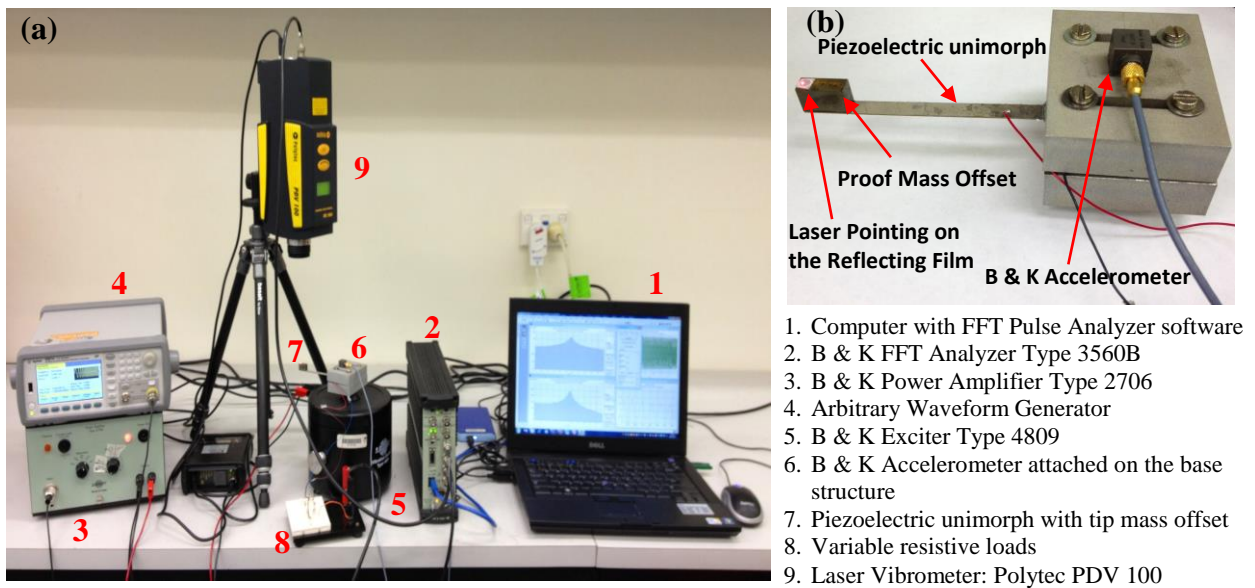 (a)
9
4
1
2
7
6
5
3
8
PDV 100
DELL
(b)
Piezoelectric unimorph
Proof Mass Offset
Laser Pointing on
the Reflecting Film
B & K Accelerometer
1. Computer with FFT Pulse Analyzer software
2. B & K FFT Analyzer Type 3560B
3. B & K Power Amplifier Type 2706
4. Arbitrary Waveform Generator
5. B & K Exciter Type 4809
6. B & K Accelerometer attached on the base
structure
7. Piezoelectric unimorph with tip mass offset
8. Variable resistive loads
9. Laser Vibrometer: Polytec PDV 100